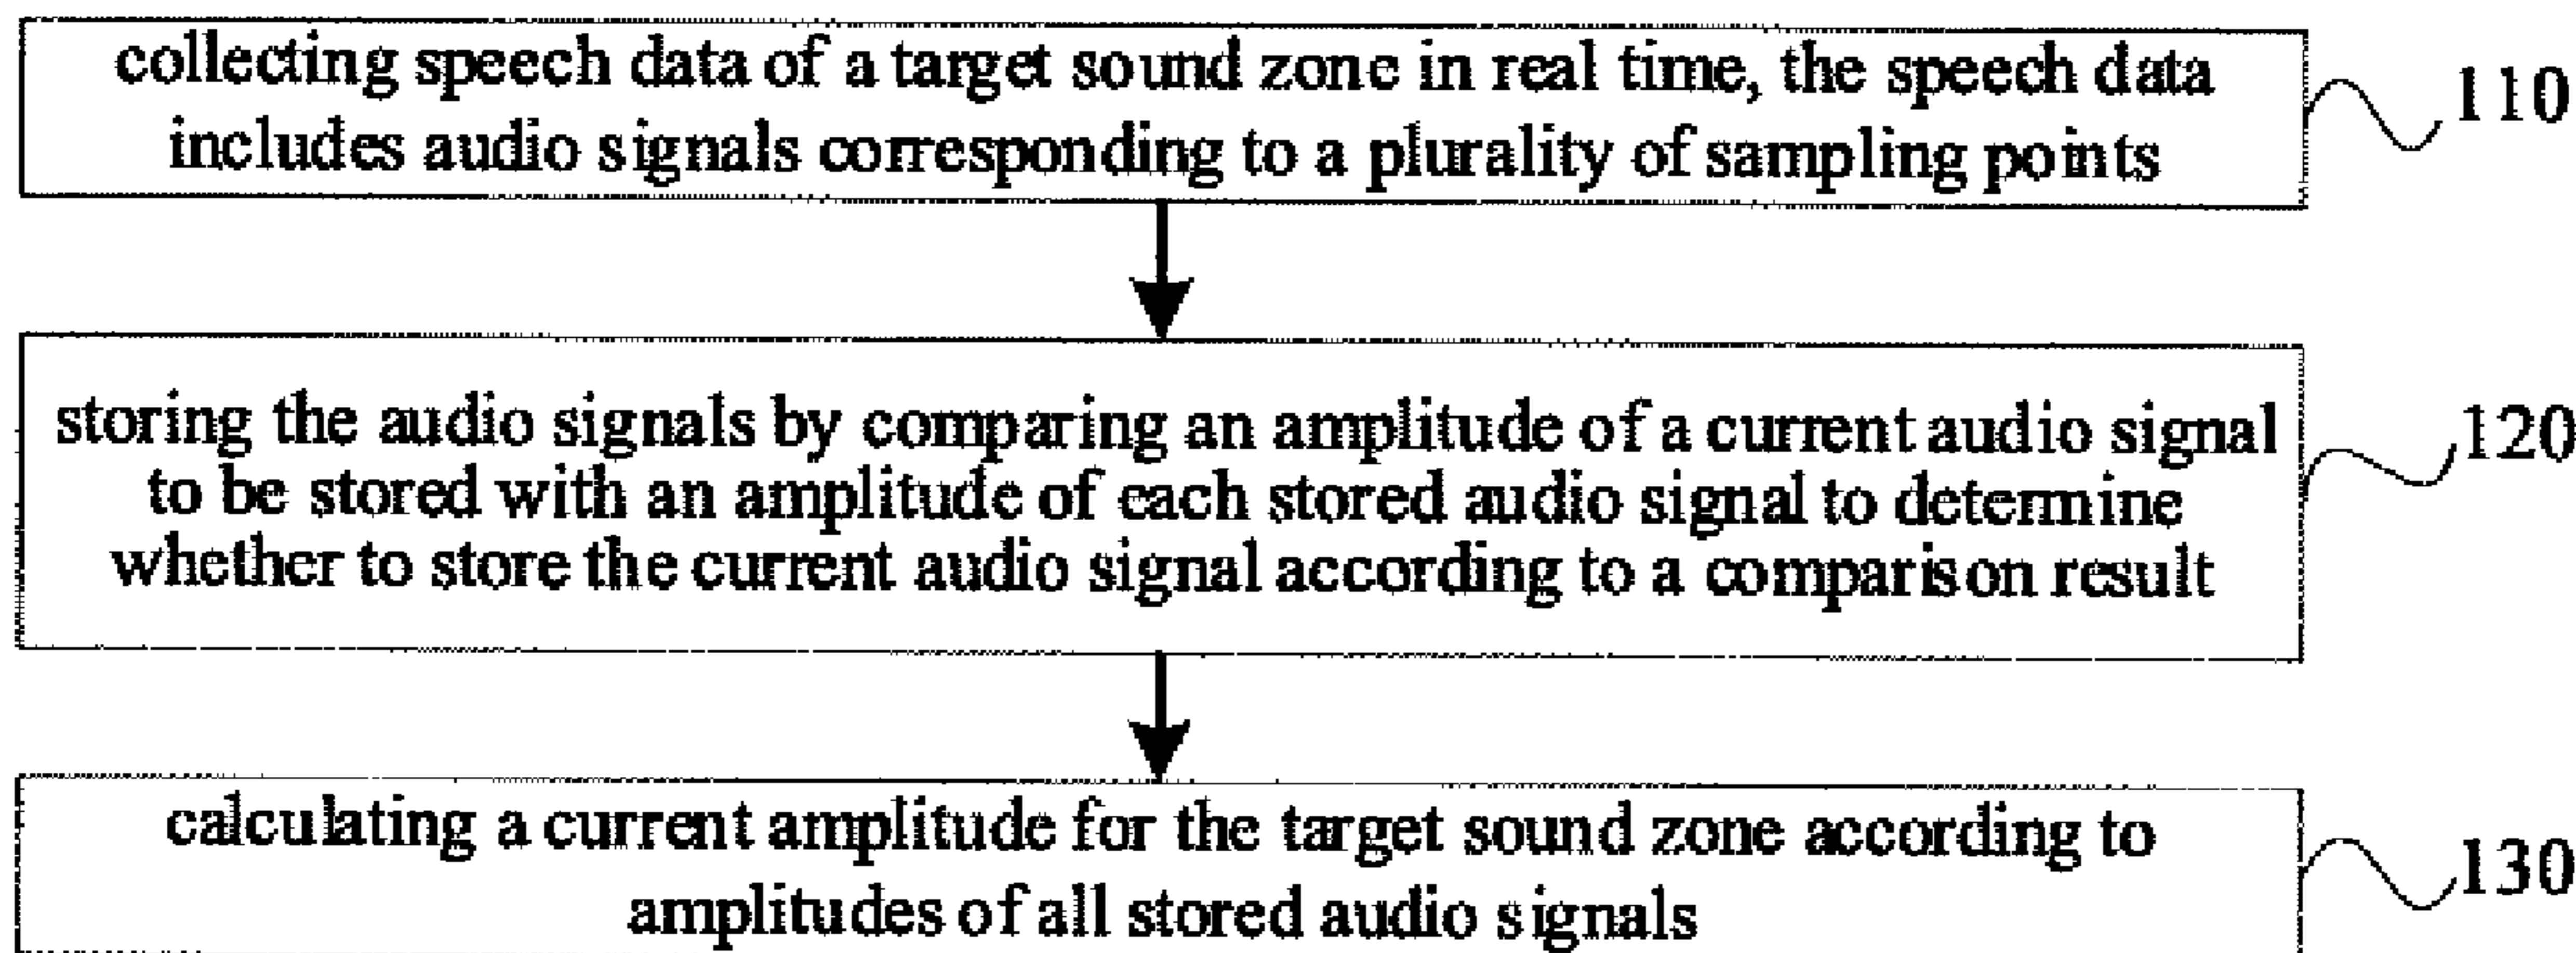 collecting speech data of a target sound zone in real time, the speech data
includes audio signals corresponding to a plurality of sampling points
110
storing the audio signals by comparing an amplitude of a current audio signal
to be stored with an amplitude of each stored audio signal to determine
whether to store the current audio signal according to a comparison result
120
calculating a current amplitude for the target sound zone according to
amplitudes of all stored audio signals
130